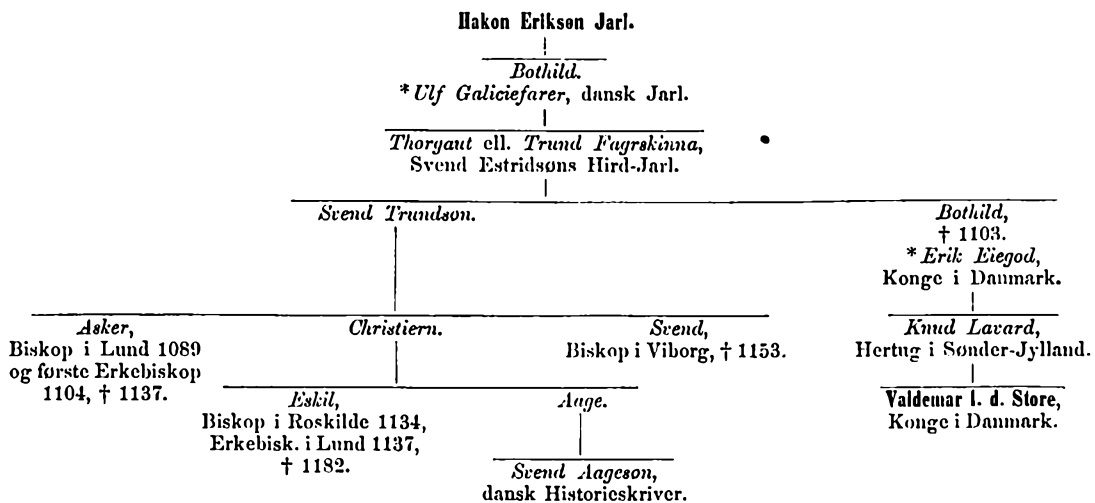 Hakon Eriksøn Jarl.
Bothild.
* Ulf Galiciefarer, dansk Jarl.
Thorgaut ell. Trund Fagrskinna,
Svend Estridsøns Hird-Jarl.
Svend Trundsøn.
Bothild,
† 1103.
* Erik Eiegod,
Konge i Danmark.
Asker,
Biskop i Lund 1089
og første Erkebiskop
1104, † 1137.
Christiern.
Svend,
Biskop i Viborg, † 1153.
Knud Lavard,
Hertug i Sønder-Jylland.
Eskil,
Biskop i Roskilde 1134,
Erkebisk. i Lund 1137,
† 1182.
Aage.
Valdemar I. d. Store,
Konge i Danmark.
Svend Aagesøn,
dansk Historieskriver.